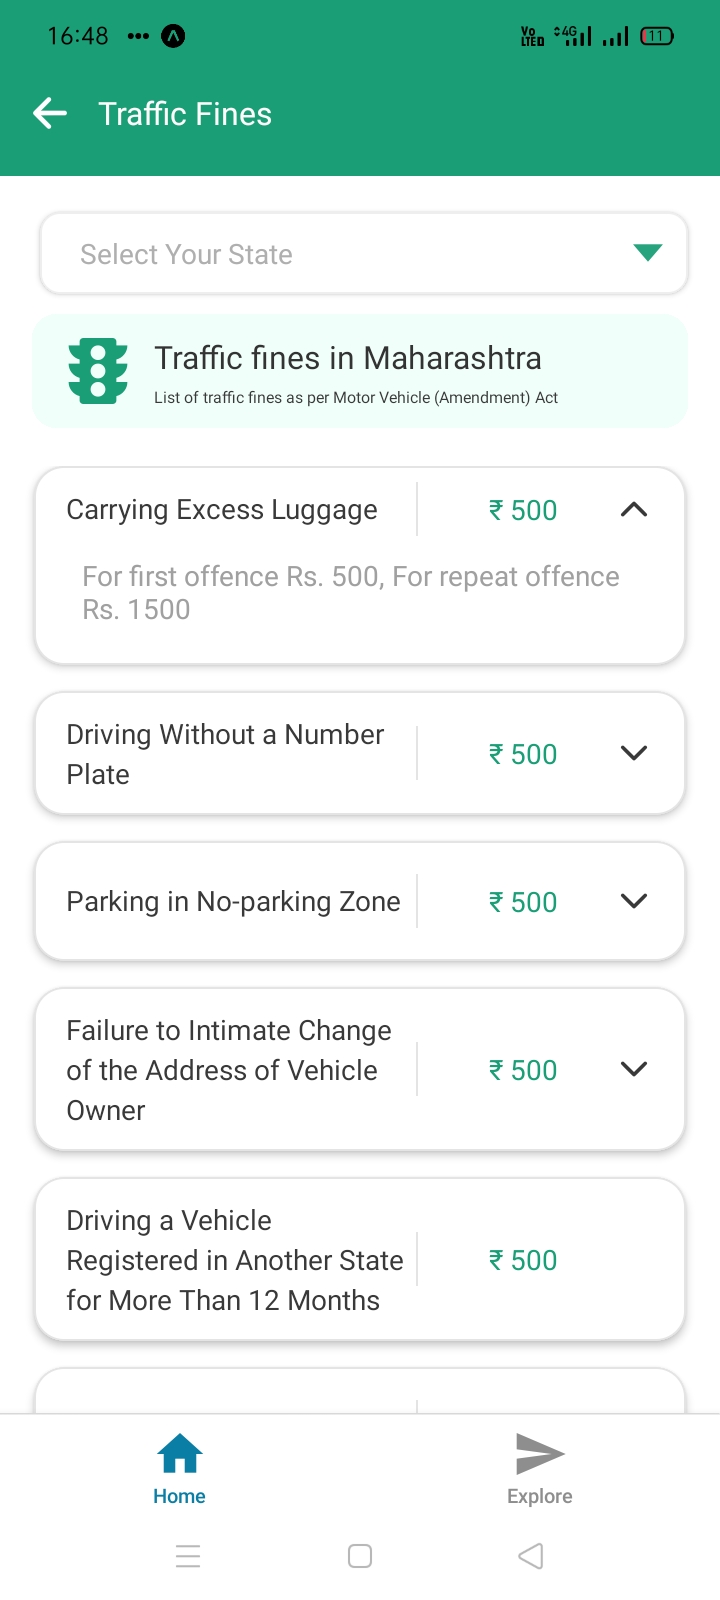 16:48 ••• Vo LTED 4G 11
Traffic Fines
Select Your State
Traffic fines in Maharashtra
List of traffic fines as per Motor Vehicle (Amendment) Act
Carrying Excess Luggage ₹ 500
For first offence Rs. 500, For repeat offence
Rs. 1500
Driving Without a Number
Plate
₹ 500
Parking in No-parking Zone ₹ 500
Failure to Intimate Change
of the Address of Vehicle
Owner
₹ 500
Driving a Vehicle
Registered in Another State
for More Than 12 Months
₹ 500
Home Explore